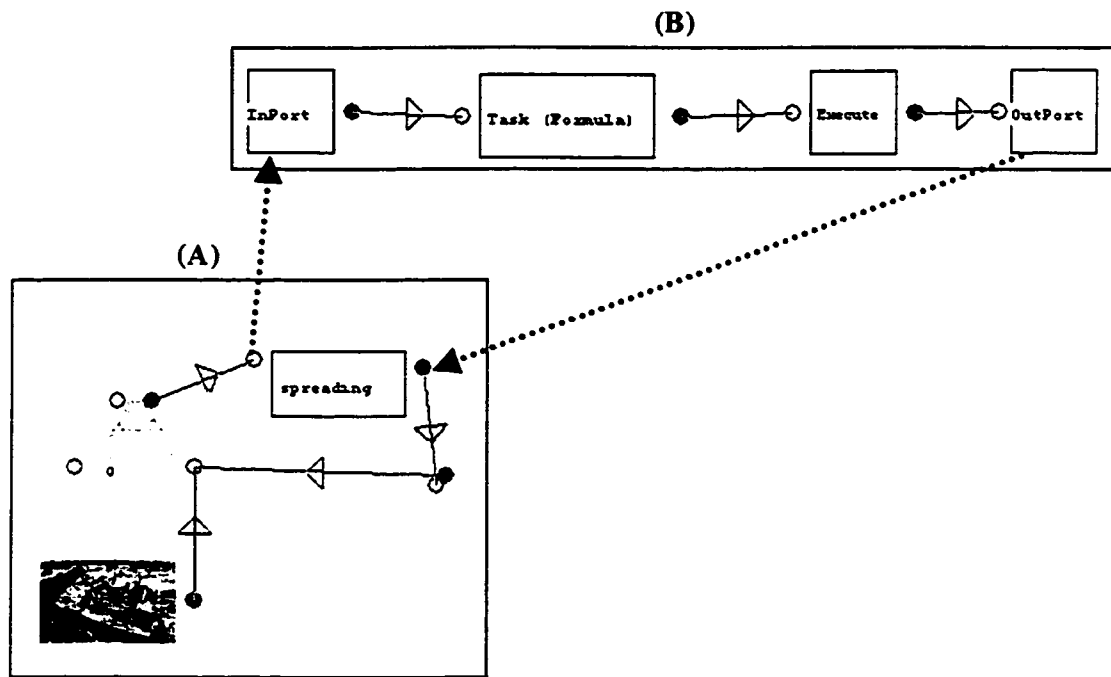 (B)
InPort
Task (Formula)
Execute
OutPort
(A)
spreading